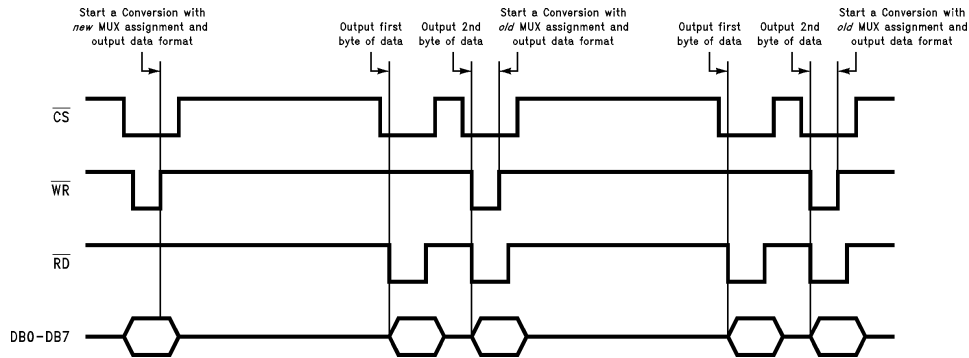 Start a Conversion with
new MUX assignment and
output data format
Output first
byte of data
Output 2nd
byte of data
Start a Conversion with
old MUX assignment and
output data format
Output first
byte of data
Output 2nd
byte of data
Start a Conversion with
old MUX assignment and
output data format
CS
WR
RD
DB0-DB7